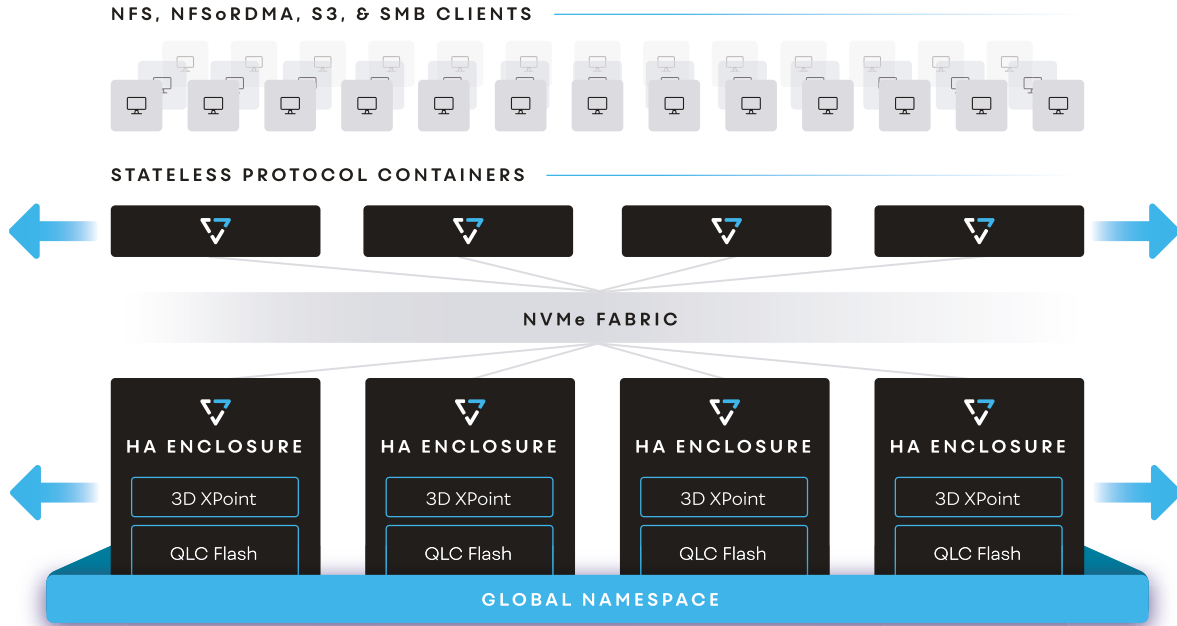 NFS, NFSoRDMA, S3, & SMB CLIENTS
STATELESS PROTOCOL CONTAINERS
NVMe FABRIC
HA ENCLOSURE
HA ENCLOSURE
HA ENCLOSURE
HA ENCLOSURE
3D XPoint
3D XPoint
3D XPoint
3D XPoint
QLC Flash
QLC Flash
QLC Flash
QLC Flash
GLOBAL NAMESPACE